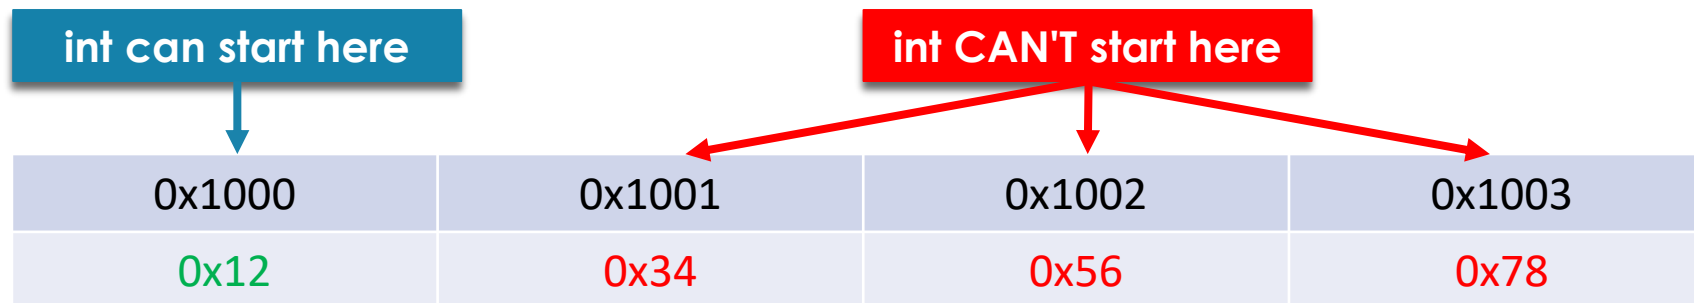 int can start here
int CAN'T start here
0x1000 0x1001 0x1002 0x1003
0x12 0x34 0x56 0x78